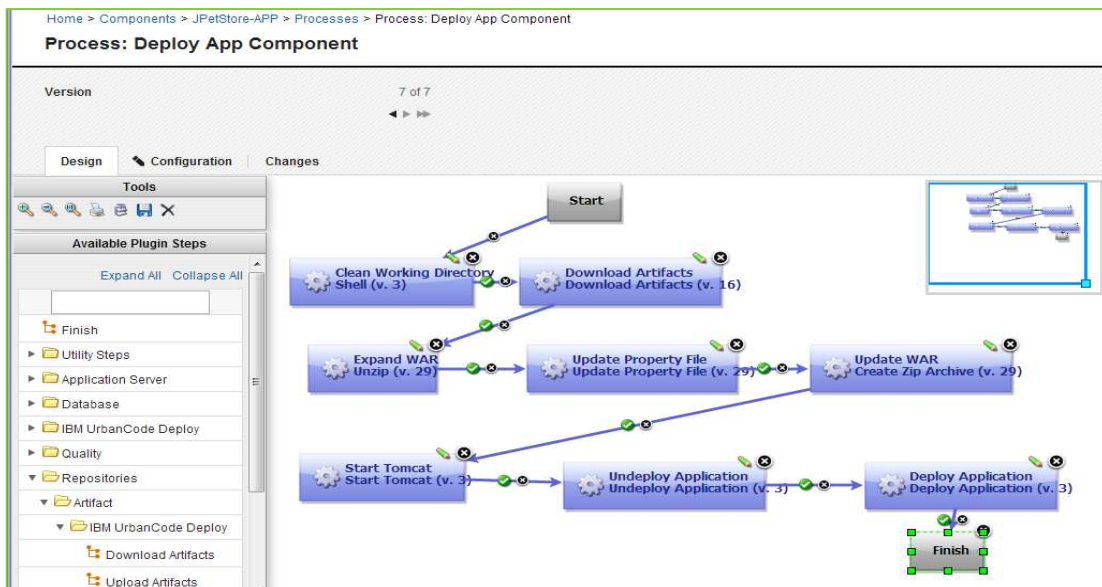 Home > Components > JPetStore-APP > Processes > Process: Deploy App Component
Process: Deploy App Component
Version 7 of 7
Design Configuration Changes
Tools
Available Plugin Steps
Expand All Collapse All
Finish
Utility Steps
Application Server
Database
IBM UrbanCode Deploy
Quality
Repositories
Artifact
IBM UrbanCode Deploy
Download Artifacts
Upload Artifacts
Start
Clean Working Directory
Shell (v. 3)
Download Artifacts
Download Artifacts (v. 16)
Expand WAR
Unzip (v. 29)
Update Property File
Update Property File (v. 29)
Update WAR
Create Zip Archive (v. 29)
Start Tomcat
Start Tomcat (v. 3)
Undeploy Application
Undeploy Application (v. 3)
Deploy Application
Deploy Application (v. 3)
Finish